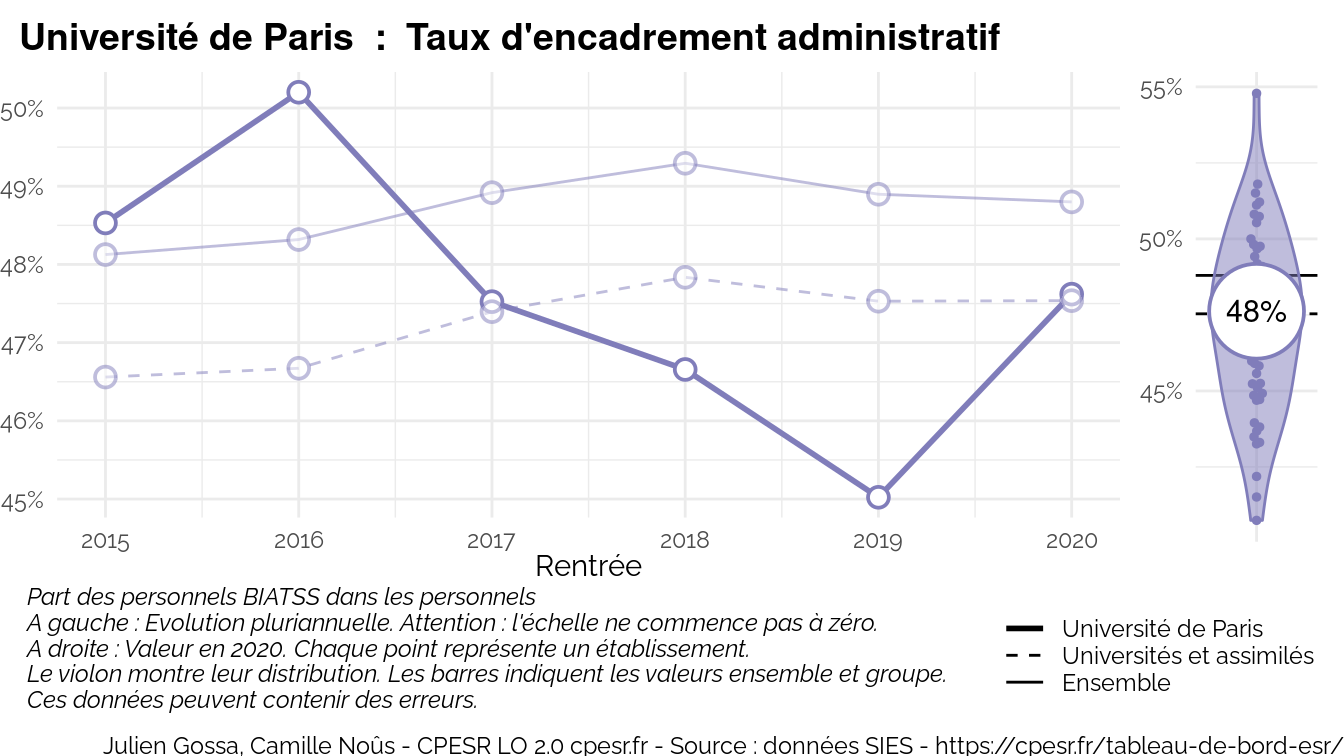 Université de Paris : Taux d'encadrement administratif
50%
49%
48%
47%
46%
45%
2015 2016 2017 2018 2019 2020
Rentrée
55%
50%
45%
48%
Part des personnels BIATSS dans les personnels
A gauche : Evolution pluriannuelle. Attention : l'échelle ne commence pas à zéro.
A droite : Valeur en 2020. Chaque point représente un établissement.
Le violon montre leur distribution. Les barres indiquent les valeurs ensemble et groupe.
Ces données peuvent contenir des erreurs.
Université de Paris
Universités et assimilés
Ensemble
Julien Gossa, Camille Noûs - CPESR LO 2.0 cpesr.fr - Source : données SIES - https://cpesr.fr/tableau-de-bord-esr/